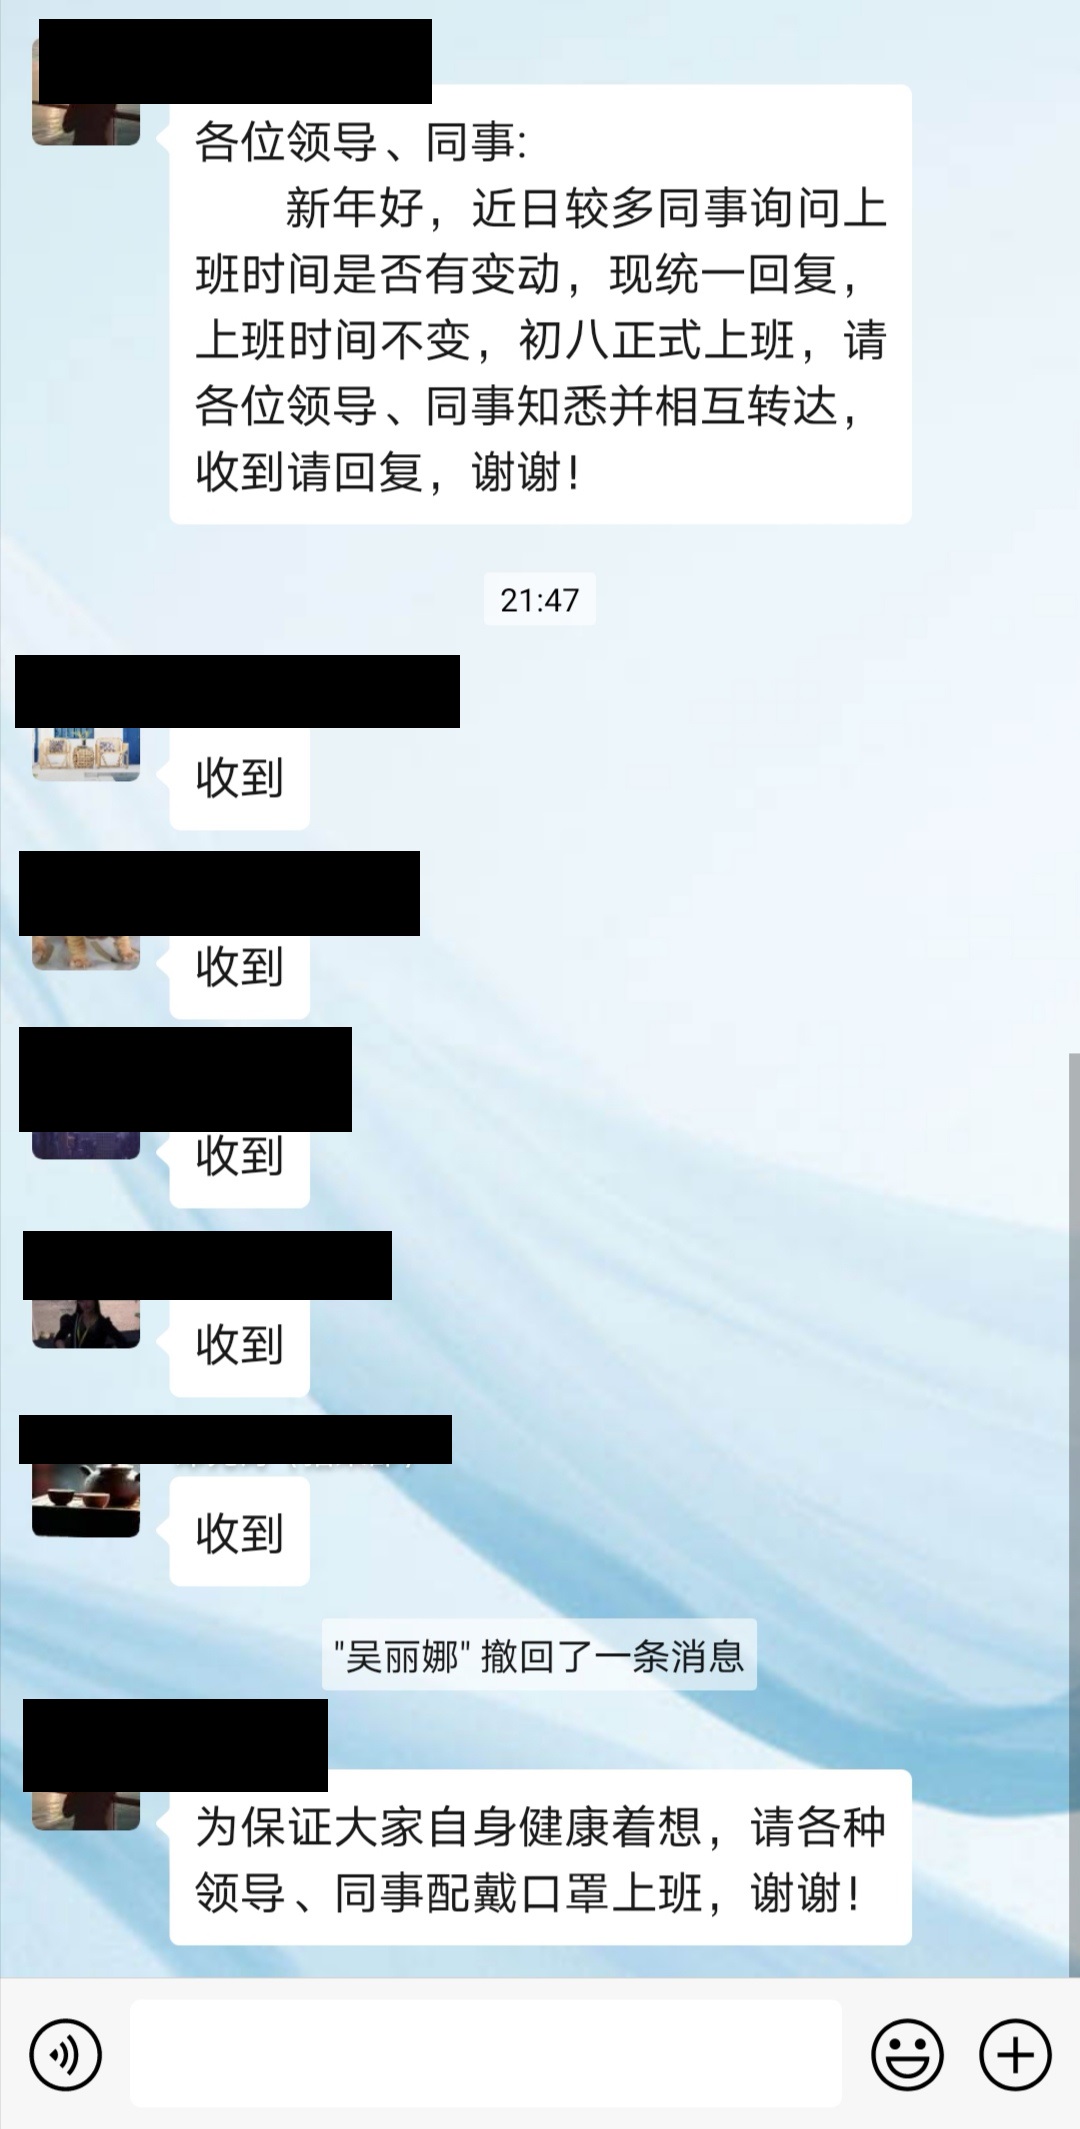 各位领导、同事:
新年好，近日较多同事询问上
班时间是否有变动，现统一回复，
上班时间不变，初八正式上班，请
各位领导、同事知悉并相互转达，
收到请回复，谢谢！
21:47
收到
收到
收到
收到
收到
"吴丽娜" 撤回了一条消息
为保证大家自身健康着想，请各种
领导、同事配戴口罩上班，谢谢！